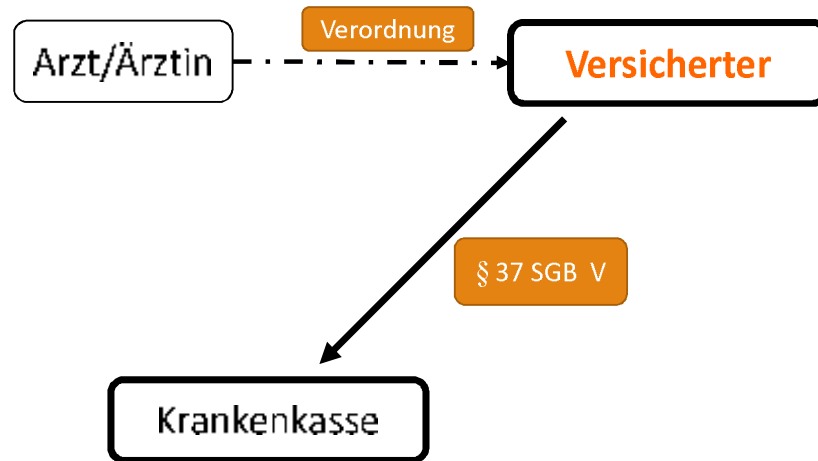 Verordnung
Arzt/Ärztin
Versicherter
§ 37 SGB V
Krankenkasse